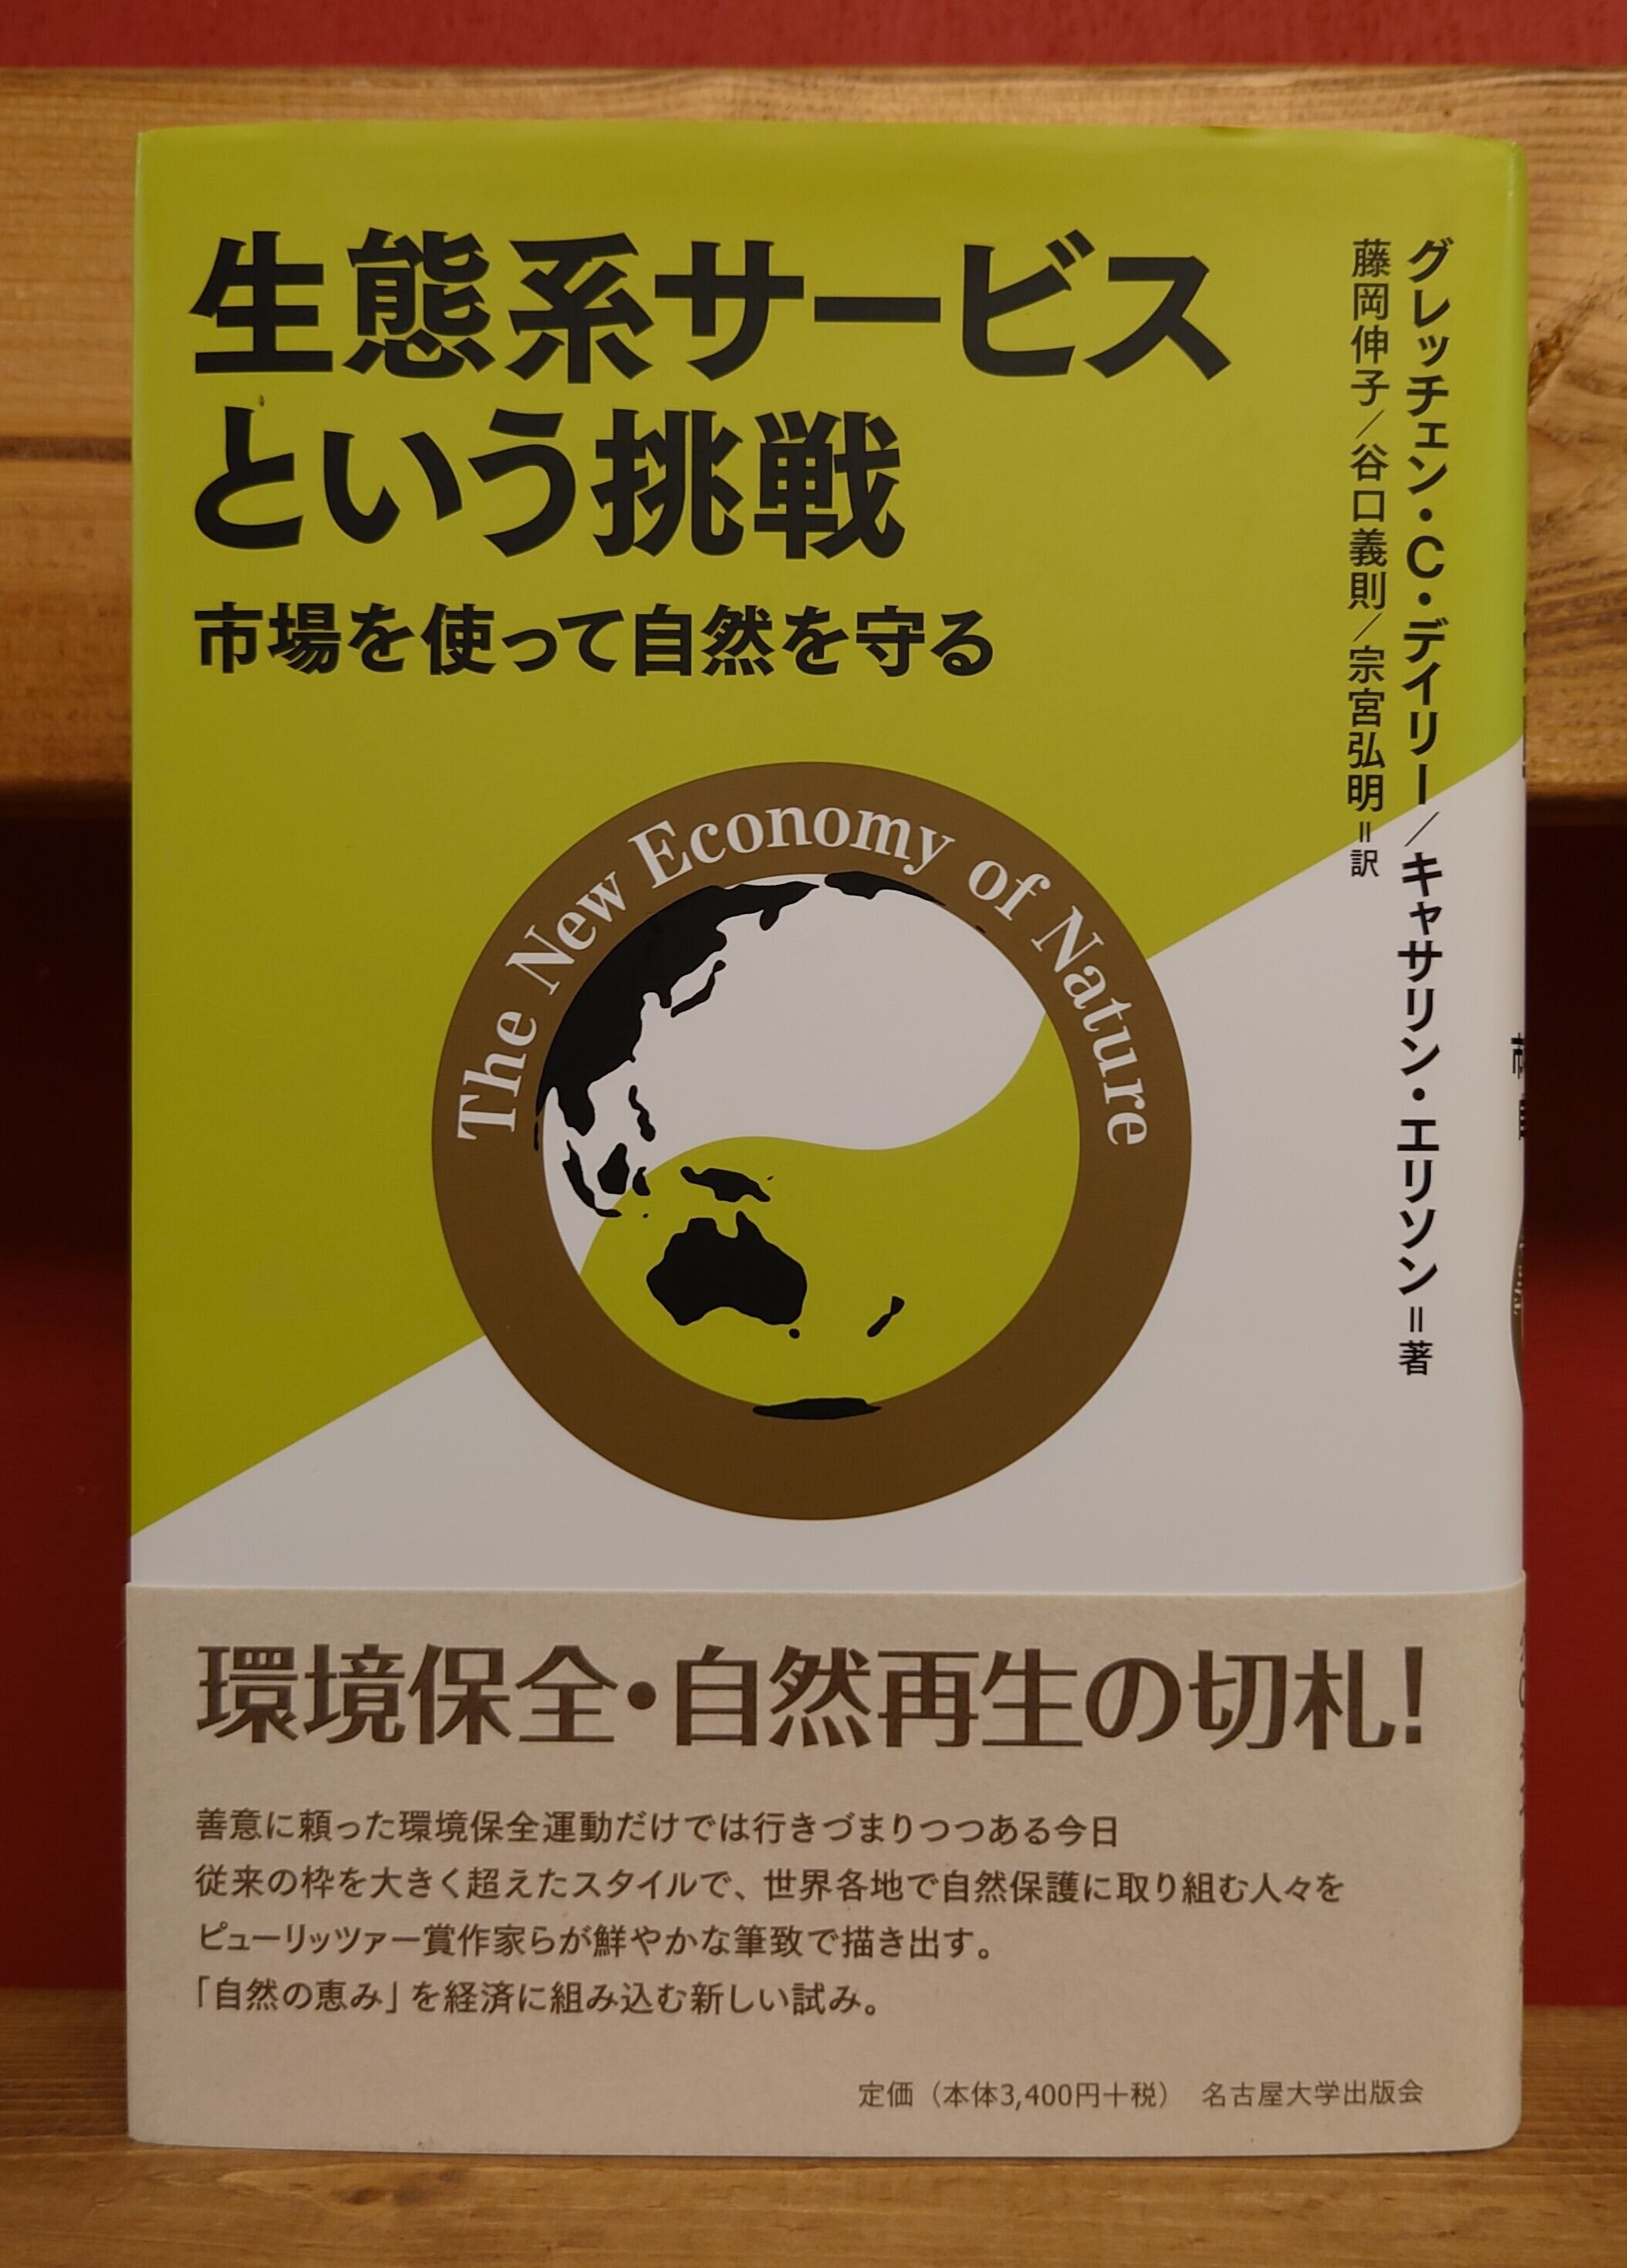 生態系サービス
という挑戦
市場を使って自然を守る
グレッチェン・C・デイリー／キャサリン・エリソン＝著
藤岡伸子／谷口義則／宗宮弘明＝訳
The New Economy of Nature
環境保全・自然再生の切札!
善意に頼った環境保全運動だけでは行きづまりつつある今日
従来の枠を大きく超えたスタイルで、世界各地で自然保護に取り組む人々を
ピューリッツァー賞作家らが鮮やかな筆致で描き出す。
「自然の恵み」を経済に組み込む新しい試み。
定価（本体3,400円＋税） 名古屋大学出版会